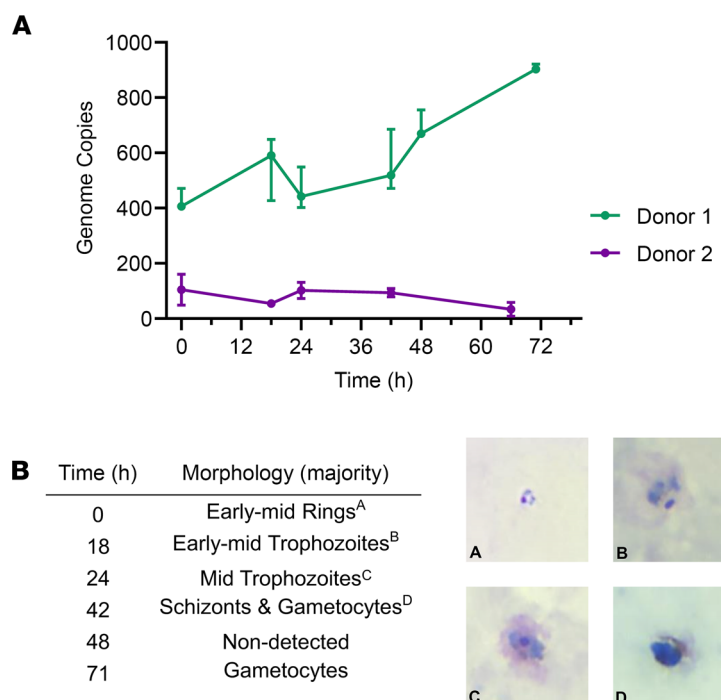 A
1000
800
600
400
200
0
Genome Copies
0 12 24 36 48 60 72
Time (h)
Donor 1
Donor 2
B
Time (h) Morphology (majority)
0 Early-mid Rings^A
18 Early-mid Trophozoites^B
24 Mid Trophozoites^C
42 Schizonts & Gametocytes^D
48 Non-detected
71 Gametocytes
A B
C D